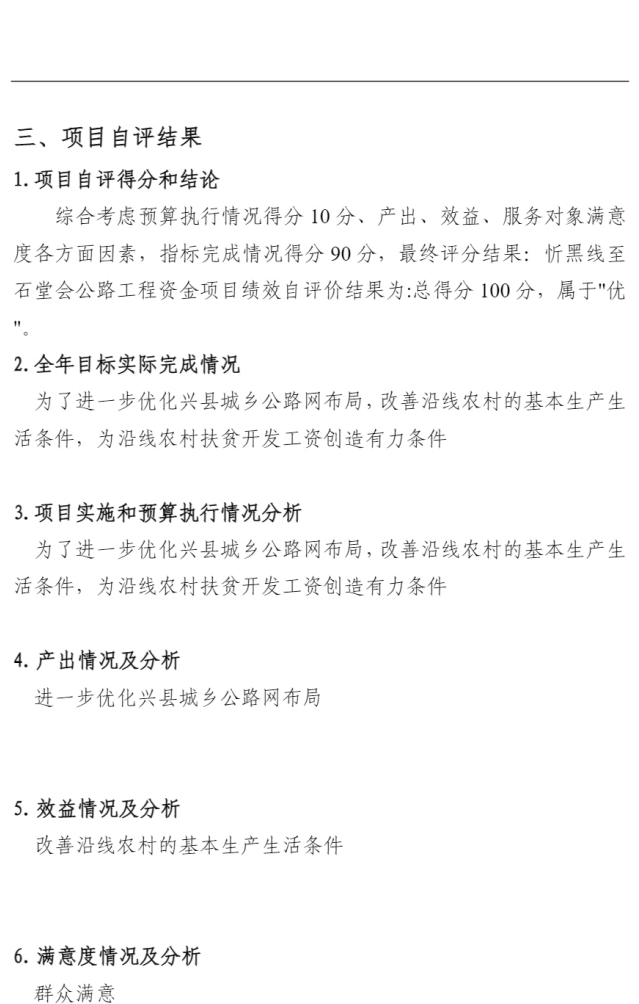 三、项目自评结果
1.项目自评得分和结论
综合考虑预算执行情况得分 10 分、产出、效益、服务对象满意
度各方面因素，指标完成情况得分 90 分，最终评分结果：忻黑线至
石堂会公路工程资金项目绩效自评价结果为:总得分 100 分，属于"优
"。
2.全年目标实际完成情况
为了进一步优化兴县城乡公路网布局，改善沿线农村的基本生产生
活条件，为沿线农村扶贫开发工资创造有力条件
3.项目实施和预算执行情况分析
为了进一步优化兴县城乡公路网布局，改善沿线农村的基本生产生
活条件，为沿线农村扶贫开发工资创造有力条件
4.产出情况及分析
进一步优化兴县城乡公路网布局
5.效益情况及分析
改善沿线农村的基本生产生活条件
6.满意度情况及分析
群众满意